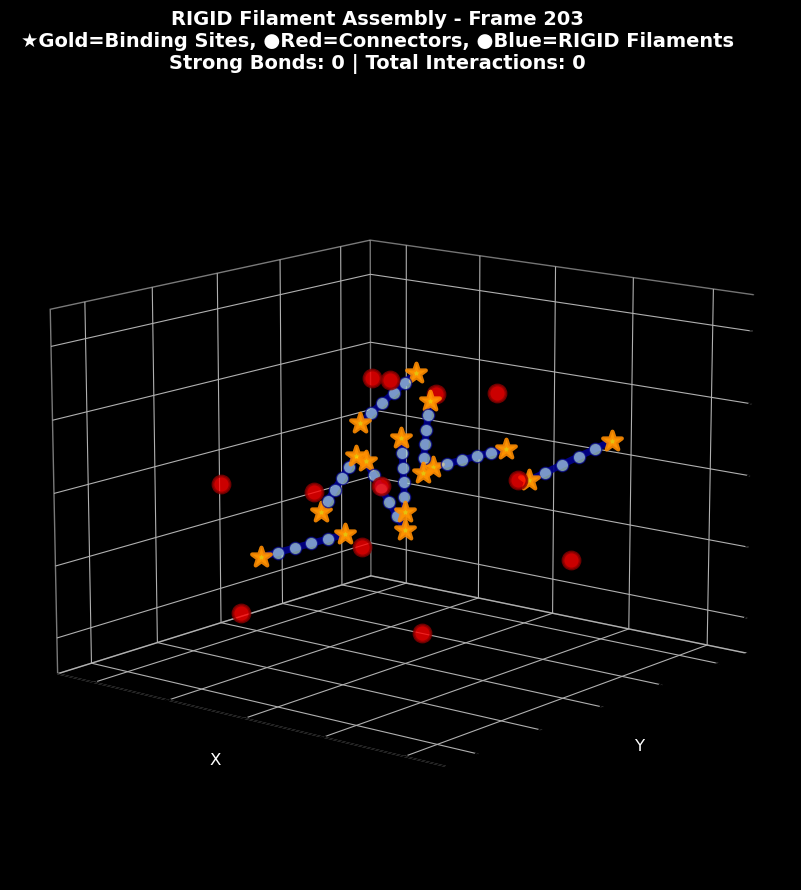 RIGID Filament Assembly - Frame 203
★Gold=Binding Sites, ●Red=Connectors, ●Blue=RIGID Filaments
Strong Bonds: 0 | Total Interactions: 0
X
Y